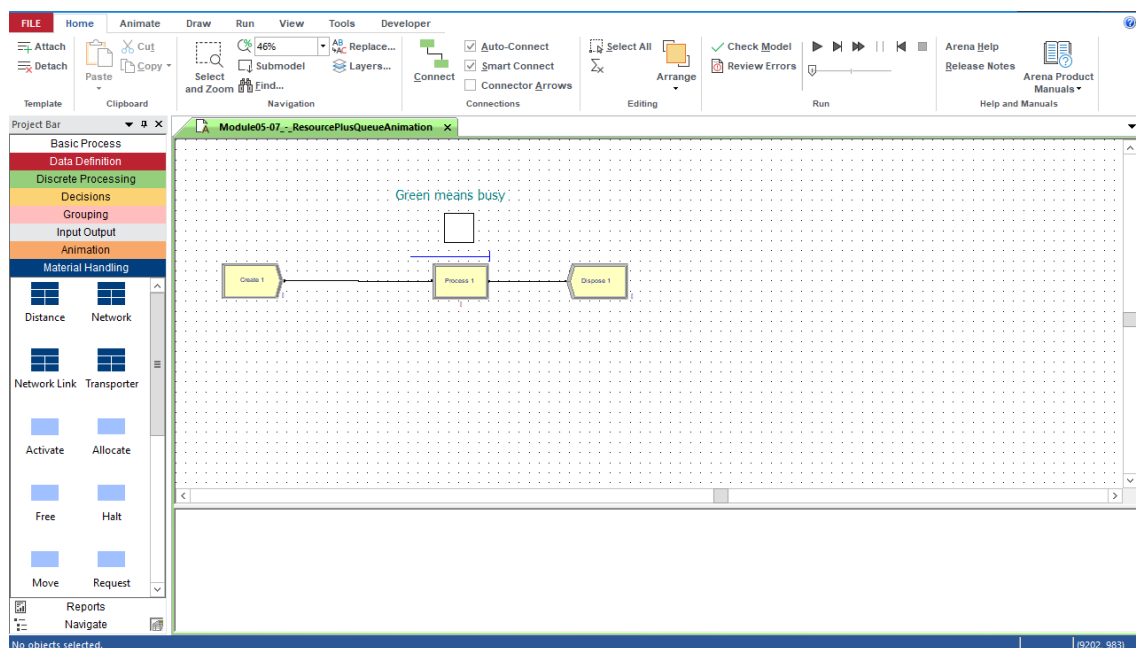 FILE Home Animate Draw Run View Tools Developer
Attach
Detach
Template
Paste
Cut
Copy
Clipboard
Select and Zoom
46%
Submodel
Find...
AB AC Replace...
Layers...
Navigation
Connect
Auto-Connect
Smart Connect
Connector Arrows
Connections
Select All
Arrange
Editing
Check Model
Review Errors
Run
Arena Help
Release Notes
Arena Product Manuals
Help and Manuals
Project Bar
Module05-07_-_ResourcePlusQueueAnimation
Basic Process
Data Definition
Discrete Processing
Decisions
Grouping
Input Output
Animation
Material Handling
Distance Network
Network Link Transporter
Activate Allocate
Free Halt
Move Request
Reports
Navigate
Green means busy
Create 1 Process 1 Dispose 1
No objects selected. (9202, 983)